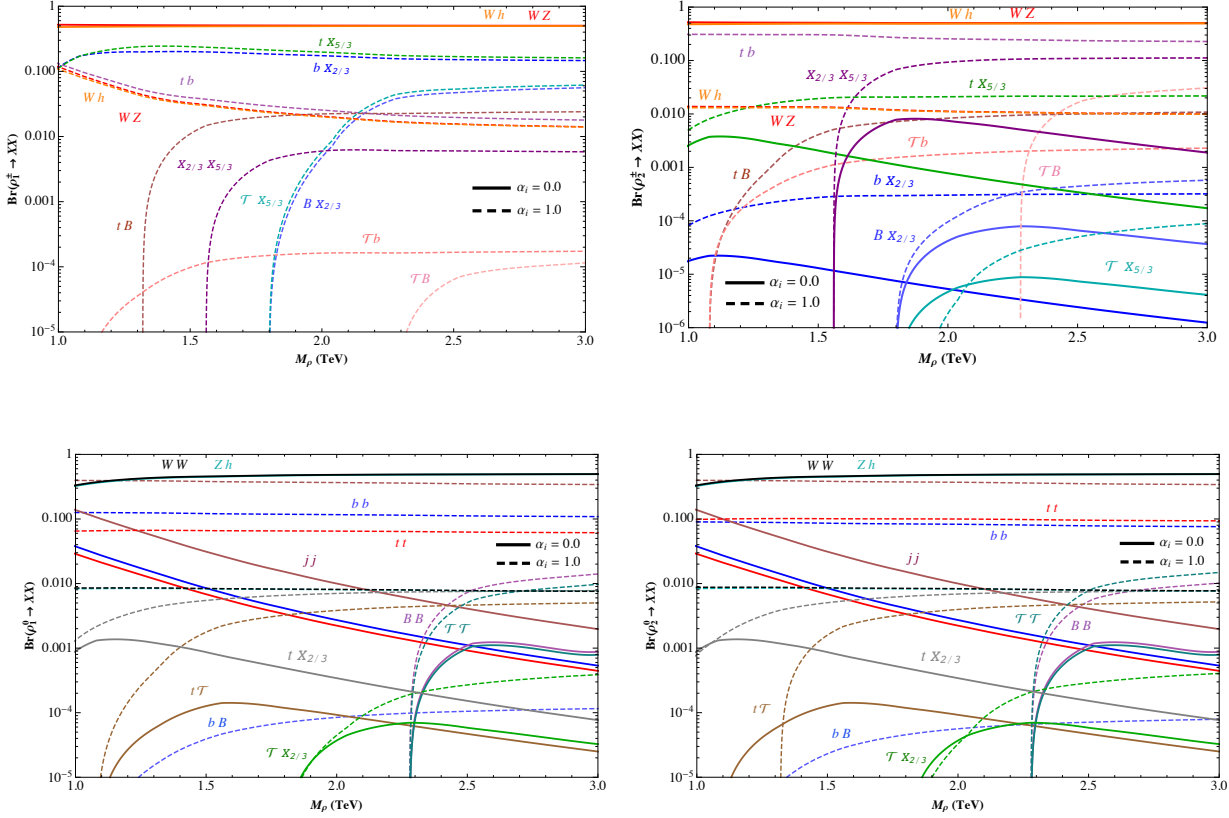 Br(ρ₁± → XX)
1
0.100
0.010
0.001
10⁻⁴
10⁻⁵
W h
W Z
t X5/3
b X2/3
t b
W h
W Z
X2/3 X5/3
𝒯 X5/3
B X2/3
t B
𝒯 b
𝒯 B
αᵢ = 0.0
αᵢ = 1.0
1.0 1.5 2.0 2.5 3.0
Mρ (TeV)
Br(ρ₂± → XX)
1
0.100
0.010
0.001
10⁻⁴
10⁻⁵
10⁻⁶
W h
W Z
t b
X2/3 X5/3
t X5/3
W h
W Z
𝒯 b
t B
b X2/3
𝒯 B
B X2/3
𝒯 X5/3
αᵢ = 0.0
αᵢ = 1.0
1.0 1.5 2.0 2.5 3.0
Mρ (TeV)
Br(ρ₁⁰ → XX)
1
0.100
0.010
0.001
10⁻⁴
10⁻⁵
W W
Z h
b b
t t
j j
αᵢ = 0.0
αᵢ = 1.0
B B
𝒯 𝒯
t X2/3
t 𝒯
b B
𝒯 X2/3
1.0 1.5 2.0 2.5 3.0
Mρ (TeV)
1
0.100
0.010
0.001
10⁻⁴
10⁻⁵
W W
Z h
t t
b b
j j
αᵢ = 0.0
αᵢ = 1.0
𝒯 𝒯
B B
t X2/3
t 𝒯
b B
𝒯 X2/3
1.0 1.5 2.0 2.5 3.0
Mρ (TeV)